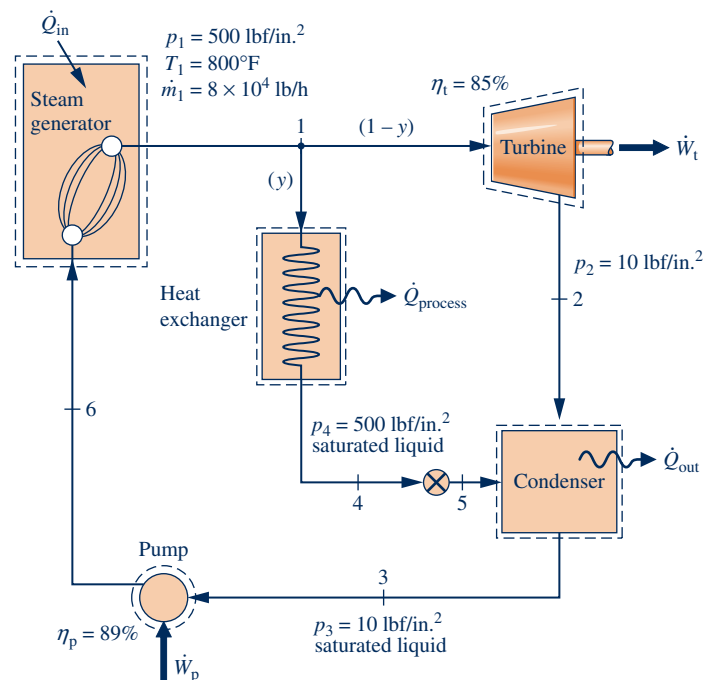 Q̇in
p1 = 500 lbf/in.²
T1 = 800°F
ṁ1 = 8 × 10⁴ lb/h
Steam
generator
1
(1 – y)
(y)
ηt = 85%
Turbine
Ẇt
p2 = 10 lbf/in.²
2
Heat
exchanger
Q̇process
6
p4 = 500 lbf/in.²
saturated liquid
4
5
Condenser
Q̇out
Pump
3
ηp = 89%
Ẇp
p3 = 10 lbf/in.²
saturated liquid